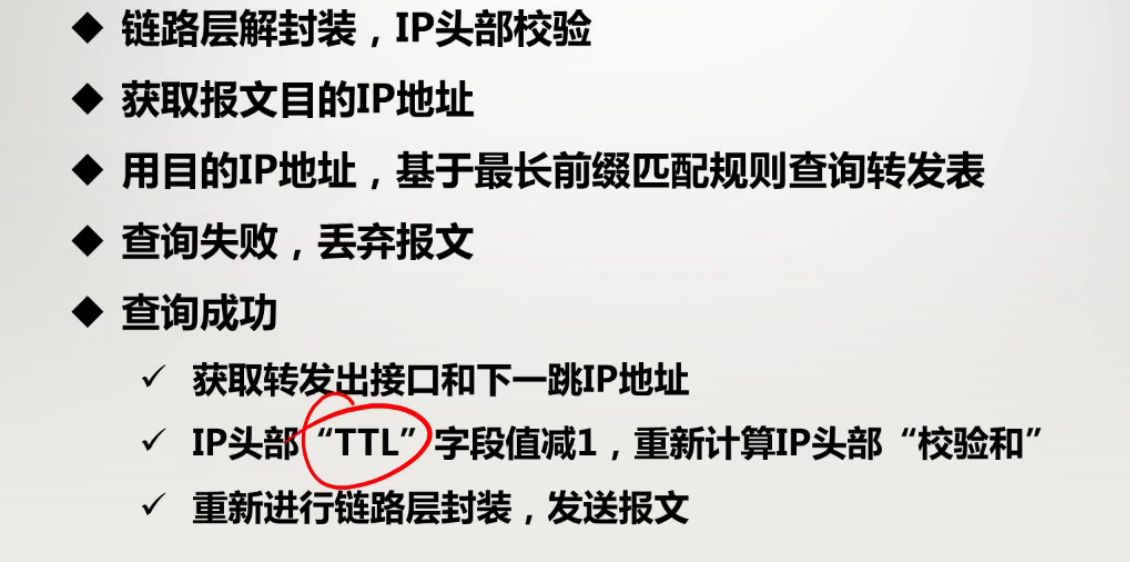 ◆ 链路层解封装，IP头部校验
◆ 获取报文目的IP地址
◆ 用目的IP地址，基于最长前缀匹配规则查询转发表
◆ 查询失败，丢弃报文
◆ 查询成功
✓ 获取转发出接口和下一跳IP地址
✓ IP头部“TTL”字段值减1，重新计算IP头部“校验和”
✓ 重新进行链路层封装，发送报文